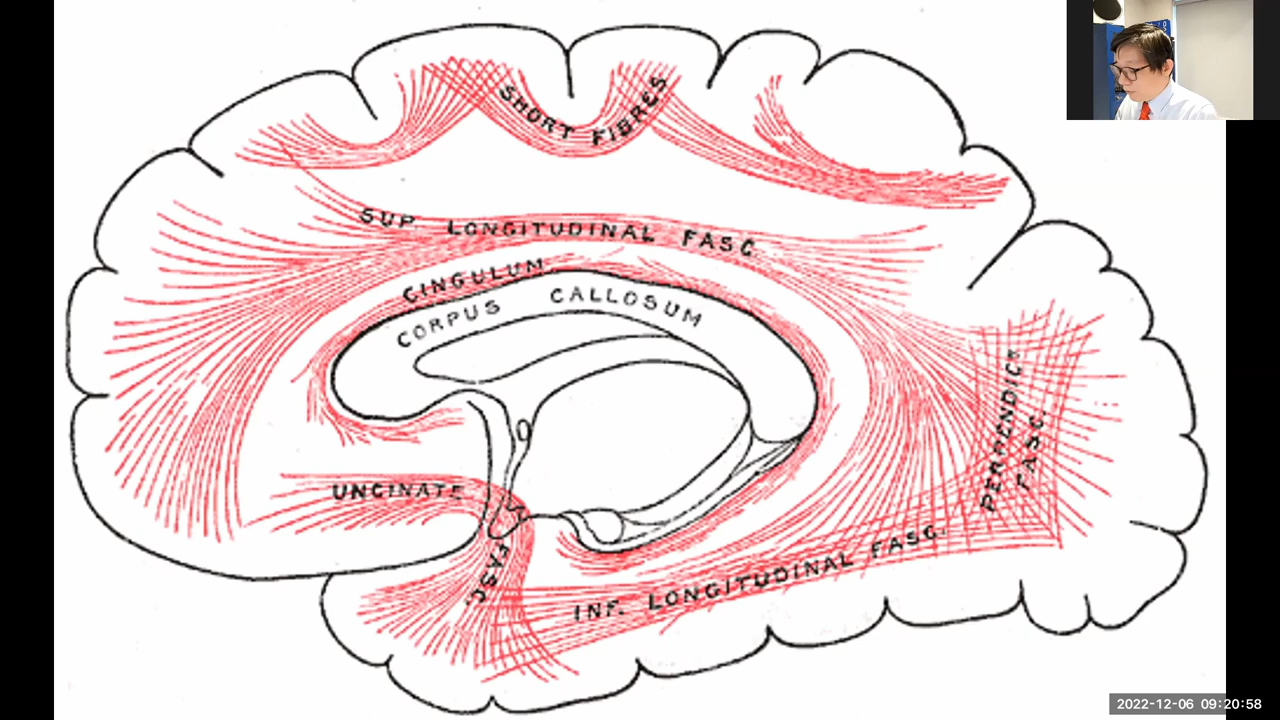 SHORT FIBRES
SUP. LONGITUDINAL FASC.
CINGULUM
CORPUS CALLOSUM
PERPENDIC.
FASC.
UNCINATE
FASC.
INF. LONGITUDINAL FASC.
2022-12-06 09:20:58